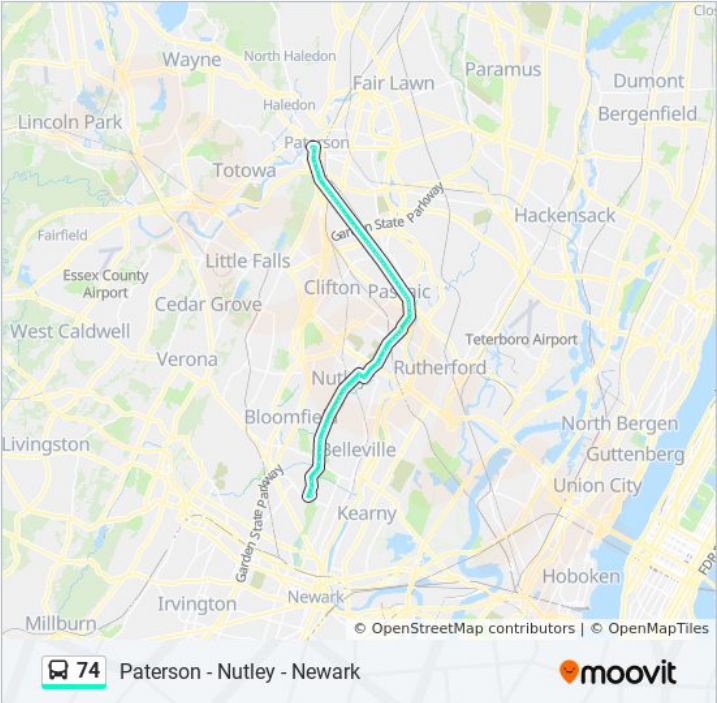 Clos
Wayne
North Haledon
Paramus
Fair Lawn
Dumont
Haledon
Bergenfield
Lincoln Park
Paterson
Totowa
Garden State Parkway
Hackensack
Fairfield
Little Falls
Essex County
Airport
Clifton
Passaic
Cedar Grove
West Caldwell
Teterboro Airport
Verona
Rutherford
Nutley
Bloomfield
North Bergen
Livingston
Belleville
Guttenberg
Union City
Garden State Parkway
Kearny
FDR
Hoboken
Newark
Irvington
Millburn
© OpenStreetMap contributors | © OpenMapTiles
74 Paterson - Nutley - Newark
moovit